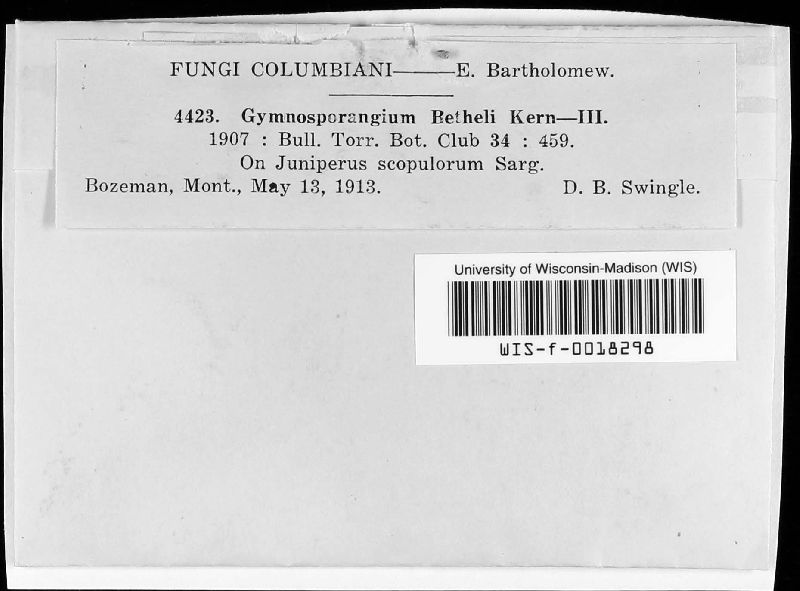 FUNGI COLUMBIANI——E. Bartholomew.
4423. Gymnosporangium Betheli Kern—III.
1907 : Bull. Torr. Bot. Club 34 : 459.
On Juniperus scopulorum Sarg.
Bozeman, Mont., May 13, 1913. D. B. Swingle.
University of Wisconsin-Madison (WIS)
WIS-f-0018298